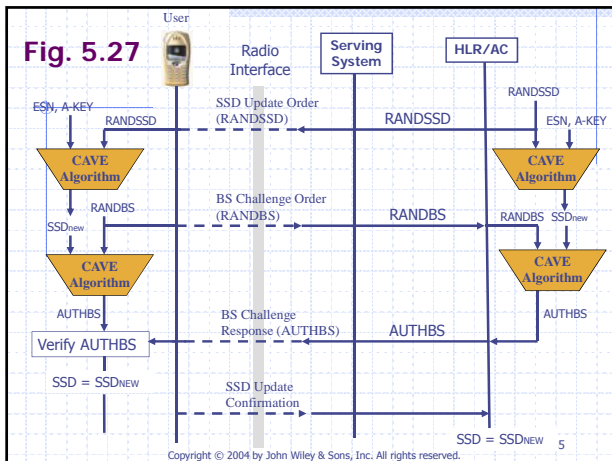 User
Fig. 5.27
Radio
Interface
Serving
System
HLR/AC
RANDSSD
ESN, A-KEY
RANDSSD
SSD Update Order
(RANDSSD)
RANDSSD
ESN, A-KEY
CAVE
Algorithm
CAVE
Algorithm
RANDBS
SSDnew
BS Challenge Order
(RANDBS)
RANDBS
RANDBS
SSDnew
CAVE
Algorithm
CAVE
Algorithm
AUTHBS
BS Challenge
Response (AUTHBS)
AUTHBS
AUTHBS
Verify AUTHBS
SSD = SSDNEW
SSD Update
Confirmation
SSD = SSDNEW
5
Copyright © 2004 by John Wiley & Sons, Inc. All rights reserved.